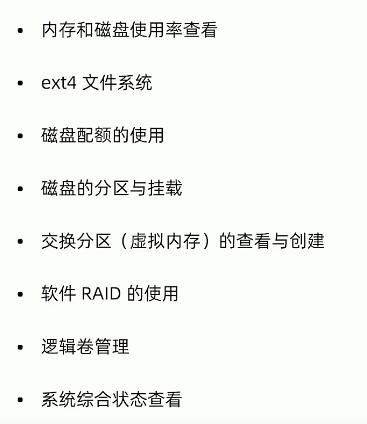 • 内存和磁盘使用率查看
• ext4 文件系统
• 磁盘配额的使用
• 磁盘的分区与挂载
• 交换分区（虚拟内存）的查看与创建
• 软件 RAID 的使用
• 逻辑卷管理
• 系统综合状态查看